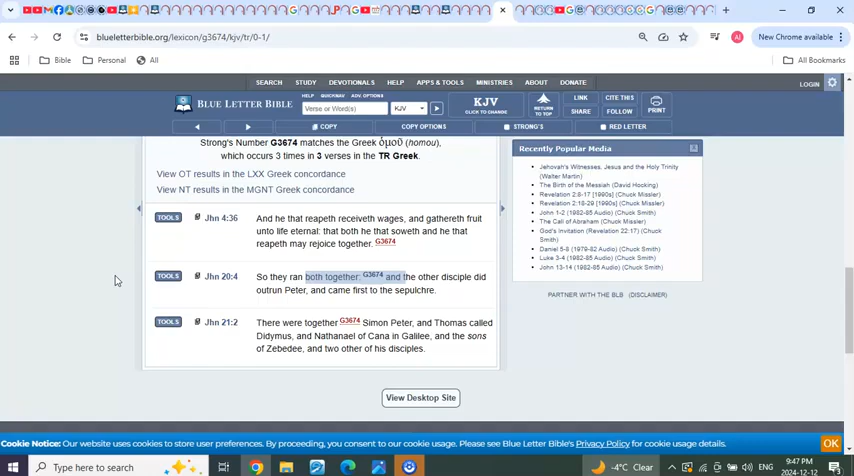 New Chrome available
blueletterbible.org/lexicon/g3674/kjv/tr/0-1/
Bible
Personal
All
All Bookmarks
SEARCH STUDY DEVOTIONALS HELP APPS & TOOLS MINISTRIES ABOUT DONATE
LOGIN
BLUE LETTER BIBLE
HELP QUICKNAV ADV. OPTIONS
Verse or Word(s)
KJV
KJV
CLICK TO CHANGE
RETURN TO TOP
LINK
SHARE
CITE THIS
FOLLOW
PRINT
COPY
COPY OPTIONS
STRONG'S
RED LETTER
Strong's Number G3674 matches the Greek ὁμοῦ (homou),
which occurs 3 times in 3 verses in the TR Greek.
View OT results in the LXX Greek concordance
View NT results in the MGNT Greek concordance
TOOLS
Jhn 4:36
And he that reapeth receiveth wages, and gathereth fruit
unto life eternal: that both he that soweth and he that
reapeth may rejoice together. G3674
TOOLS
Jhn 20:4
So they ran both together: G3674 and the other disciple did
outrun Peter, and came first to the sepulchre.
TOOLS
Jhn 21:2
There were together G3674 Simon Peter, and Thomas called
Didymus, and Nathanael of Cana in Galilee, and the sons
of Zebedee, and two other of his disciples.
Recently Popular Media
Jehovah's Witnesses, Jesus and the Holy Trinity
(Walter Martin)
The Birth of the Messiah (David Hocking)
Revelation 2:8-17 [1990s] (Chuck Missler)
Revelation 2:18-29 [1990s] (Chuck Missler)
John 1-2 (1982-85 Audio) (Chuck Smith)
The Call of Abraham (Chuck Missler)
God's Invitation (Revelation 22:17) (Chuck
Smith)
Daniel 5-8 (1979-82 Audio) (Chuck Smith)
Luke 3-4 (1982-85 Audio) (Chuck Smith)
John 13-14 (1982-85 Audio) (Chuck Smith)
PARTNER WITH THE BLB (DISCLAIMER)
View Desktop Site
Cookie Notice: Our website uses cookies to store user preferences. By proceeding, you consent to our cookie usage. Please see Blue Letter Bible's Privacy Policy for cookie usage details.
OK
Type here to search
-4°C Clear
ENG
9:47 PM
2024-12-12